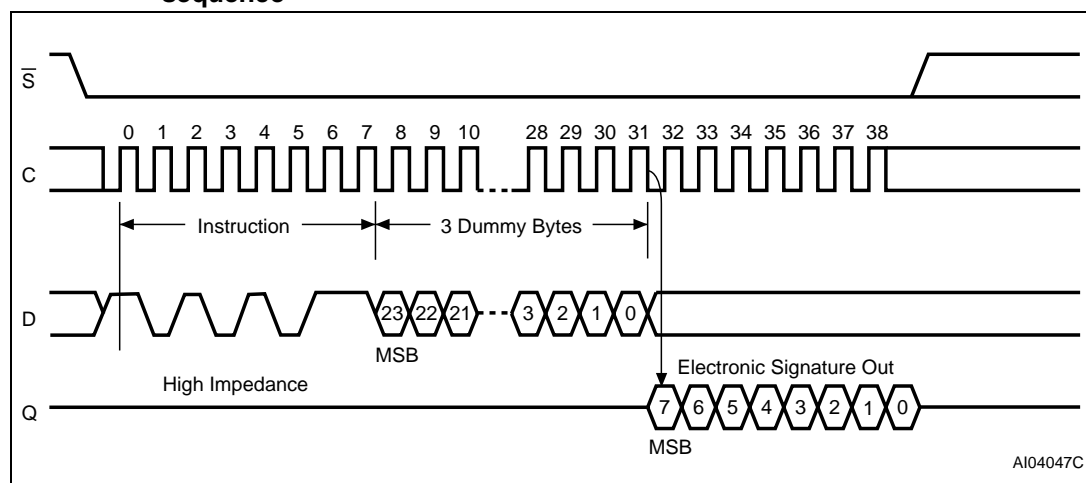 sequence
S
0 1 2 3 4 5 6 7 8 9 10 28 29 30 31 32 33 34 35 36 37 38
C
Instruction 3 Dummy Bytes
D 23 22 21 3 2 1 0
MSB
High Impedance Electronic Signature Out
Q 7 6 5 4 3 2 1 0
MSB
AI04047C